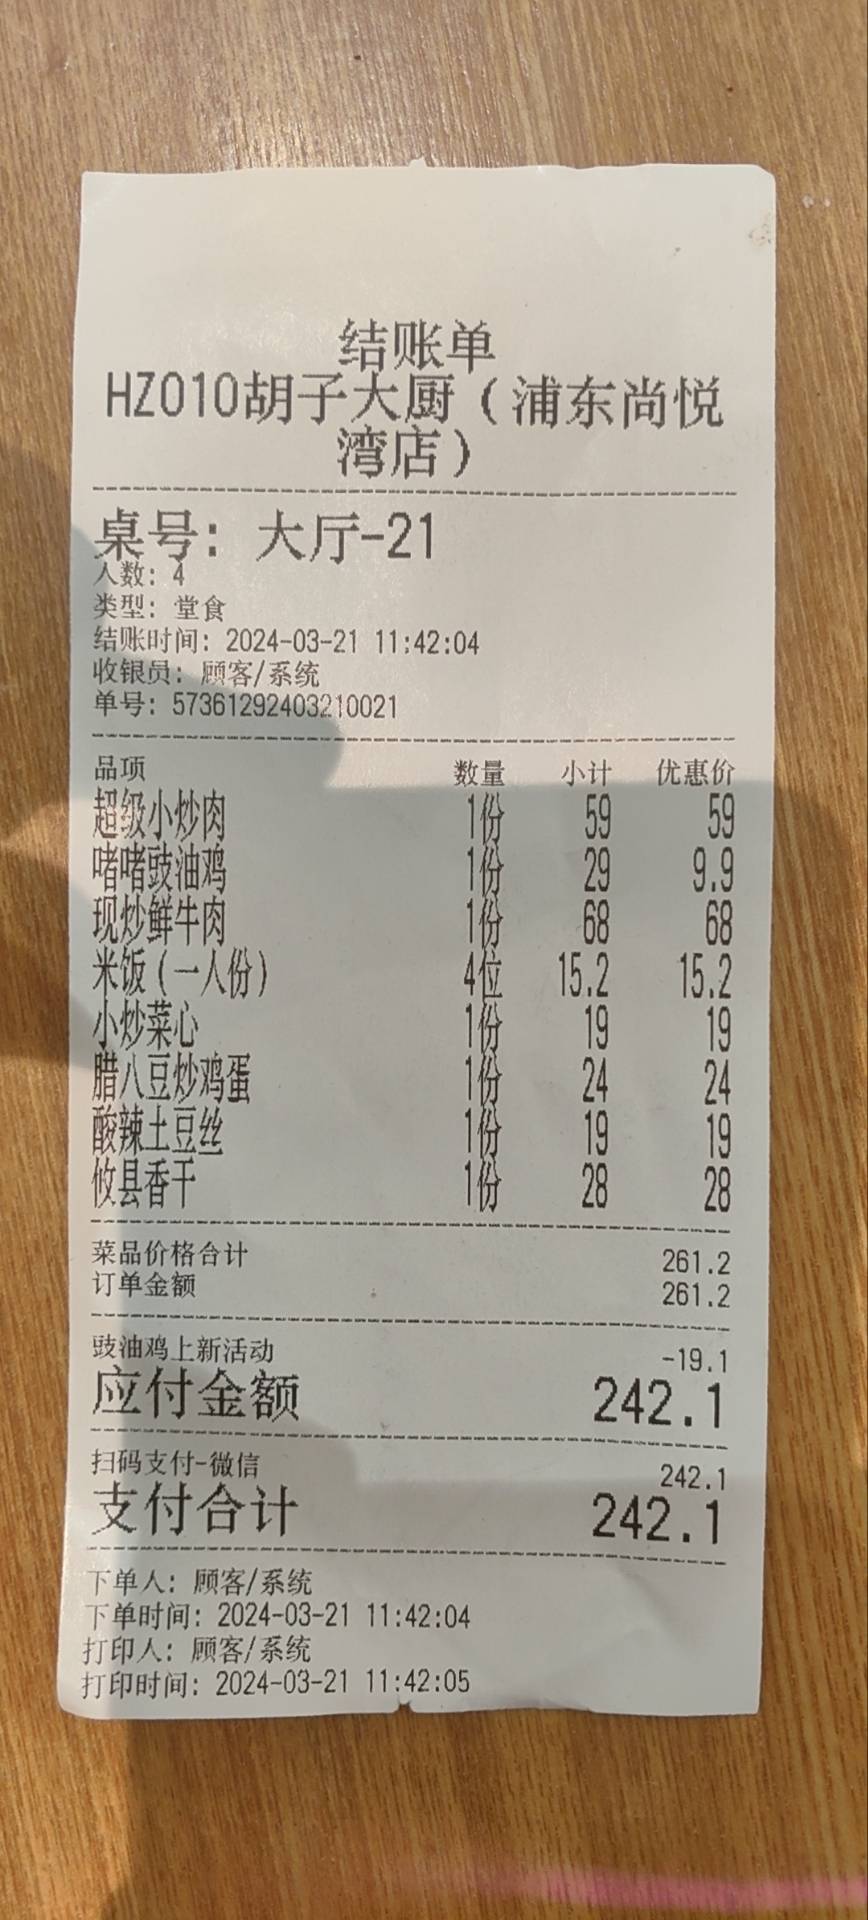 结账单
HZ010胡子大厨（浦东尚悦
湾店）
桌号：大厅-21
人数：4
类型：堂食
结账时间：2024-03-21 11:42:04
收银员：顾客/系统
单号：57361292403210021
品项 数量 小计 优惠价
超级小炒肉 1份 59 59
啫啫豉油鸡 1份 29 9.9
现炒鲜牛肉 1份 68 68
米饭（一人份） 4位 15.2 15.2
小炒菜心 1份 19 19
腊八豆炒鸡蛋 1份 24 24
酸辣土豆丝 1份 19 19
攸县香干 1份 28 28
菜品价格合计 261.2
订单金额 261.2
豉油鸡上新活动 -19.1
应付金额 242.1
扫码支付-微信 242.1
支付合计 242.1
下单人：顾客/系统
下单时间：2024-03-21 11:42:04
打印人：顾客/系统
打印时间：2024-03-21 11:42:05